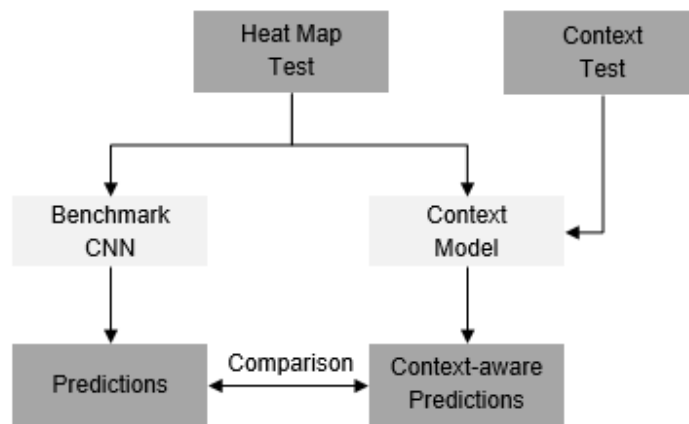 Heat Map
Test
Context
Test
Benchmark
CNN
Context
Model
Comparison
Predictions
Context-aware
Predictions